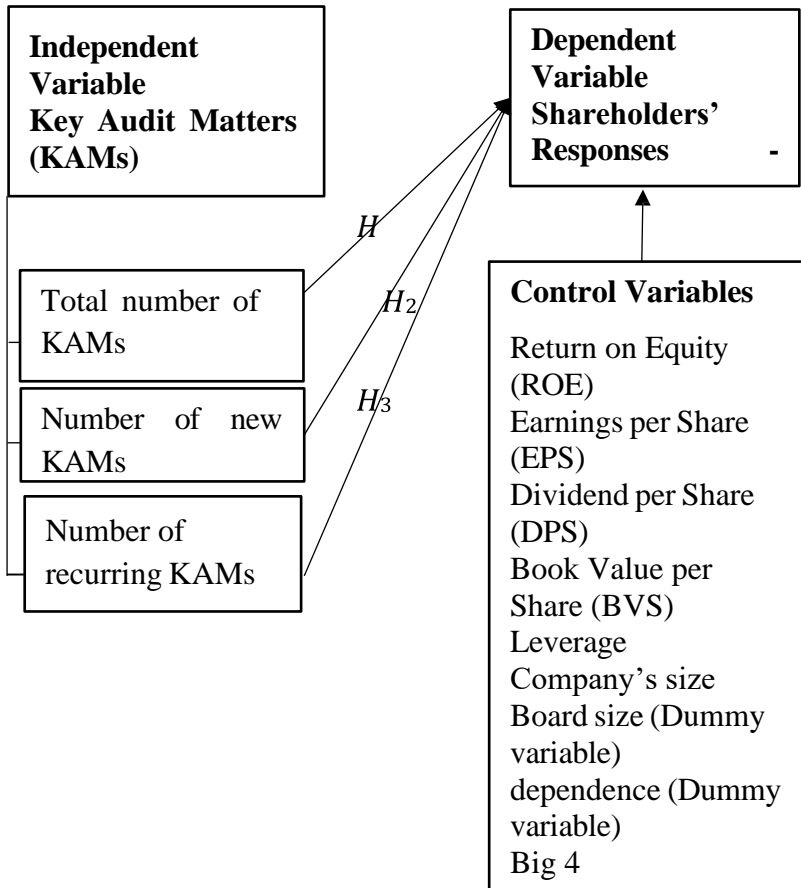 Independent
Variable
Key Audit Matters
(KAMs)
Dependent
Variable
Shareholders’
Responses -
H
Total number of
KAMs
H2
Number of new
KAMs
H3
Number of
recurring KAMs
Control Variables
Return on Equity
(ROE)
Earnings per Share
(EPS)
Dividend per Share
(DPS)
Book Value per
Share (BVS)
Leverage
Company’s size
Board size (Dummy
variable)
dependence (Dummy
variable)
Big 4